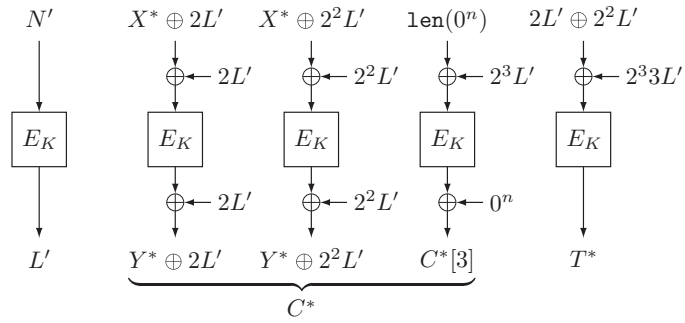 N′ X* ⊕ 2L′ X* ⊕ 2²L′ len(0ⁿ) 2L′ ⊕ 2²L′
⊕ 2L′ ⊕ 2²L′ ⊕ 2³L′ ⊕ 2³3L′
E_K E_K E_K E_K E_K
⊕ 2L′ ⊕ 2²L′ ⊕ 0ⁿ
L′ Y* ⊕ 2L′ Y* ⊕ 2²L′ C*[3] T*
C*